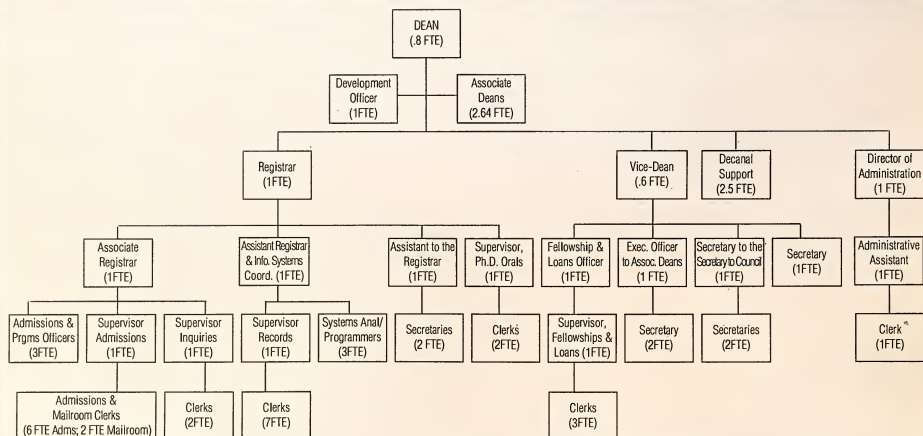 DEAN
(.8 FTE)
Development
Officer
(1FTE)
Associate
Deans
(2.64 FTE)
Registrar
(1FTE)
Vice-Dean
(.6 FTE)
Decanal
Support
(2.5 FTE)
Director of
Administration
(1 FTE)
Associate
Registrar
(1FTE)
Assistant Registrar
& Info. Systems
Coord. (1FTE)
Assistant to the
Registrar
(1FTE)
Supervisor,
Ph.D. Orals
(1FTE)
Fellowship &
Loans Officer
(1FTE)
Exec. Officer
to Assoc. Deans
(1 FTE)
Secretary to the
Secretary to Council
(1FTE)
Secretary
(1FTE)
Administrative
Assistant
(1FTE)
Admissions &
Prgms Officers
(3FTE)
Supervisor
Admissions
(1FTE)
Supervisor
Inquiries
(1FTE)
Supervisor
Records
(1FTE)
Systems Anal/
Programmers
(3FTE)
Secretaries
(2 FTE)
Clerks
(2FTE)
Supervisor,
Fellowships &
Loans (1FTE)
Secretary
(2FTE)
Secretaries
(2FTE)
Clerk
(1FTE)
Admissions &
Mailroom Clerks
(6 FTE Adms; 2 FTE Mailroom)
Clerks
(2FTE)
Clerks
(7FTE)
Clerks
(3FTE)